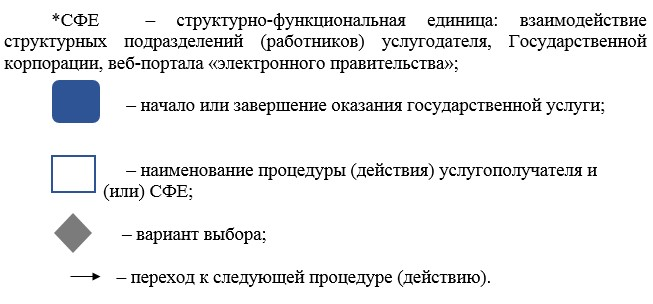 *СФЕ – структурно-функциональная единица: взаимодействие
структурных подразделений (работников) услугодателя, Государственной
корпорации, веб-портала «электронного правительства»;
– начало или завершение оказания государственной услуги;
– наименование процедуры (действия) услугополучателя и
(или) СФЕ;
– вариант выбора;
– переход к следующей процедуре (действию).